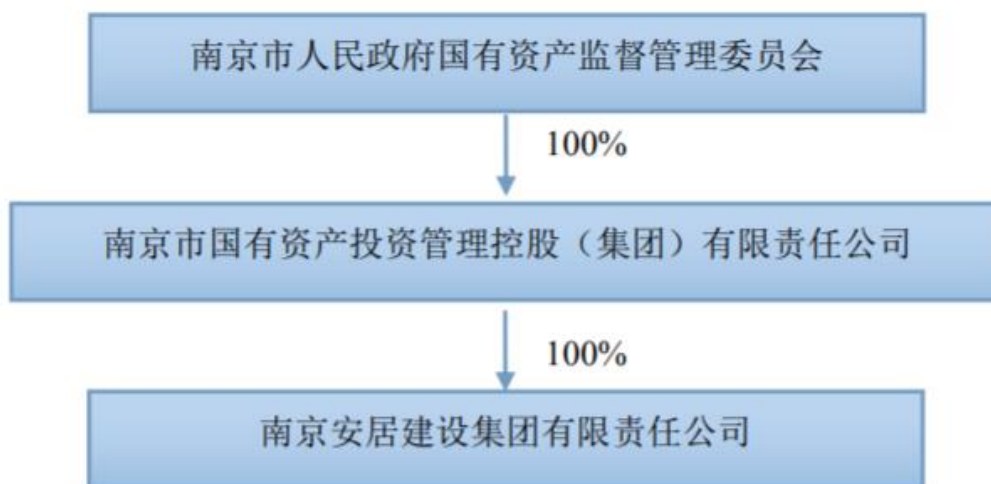 南京市人民政府国有资产监督管理委员会
100%
南京市国有资产投资管理控股（集团）有限责任公司
100%
南京安居建设集团有限责任公司